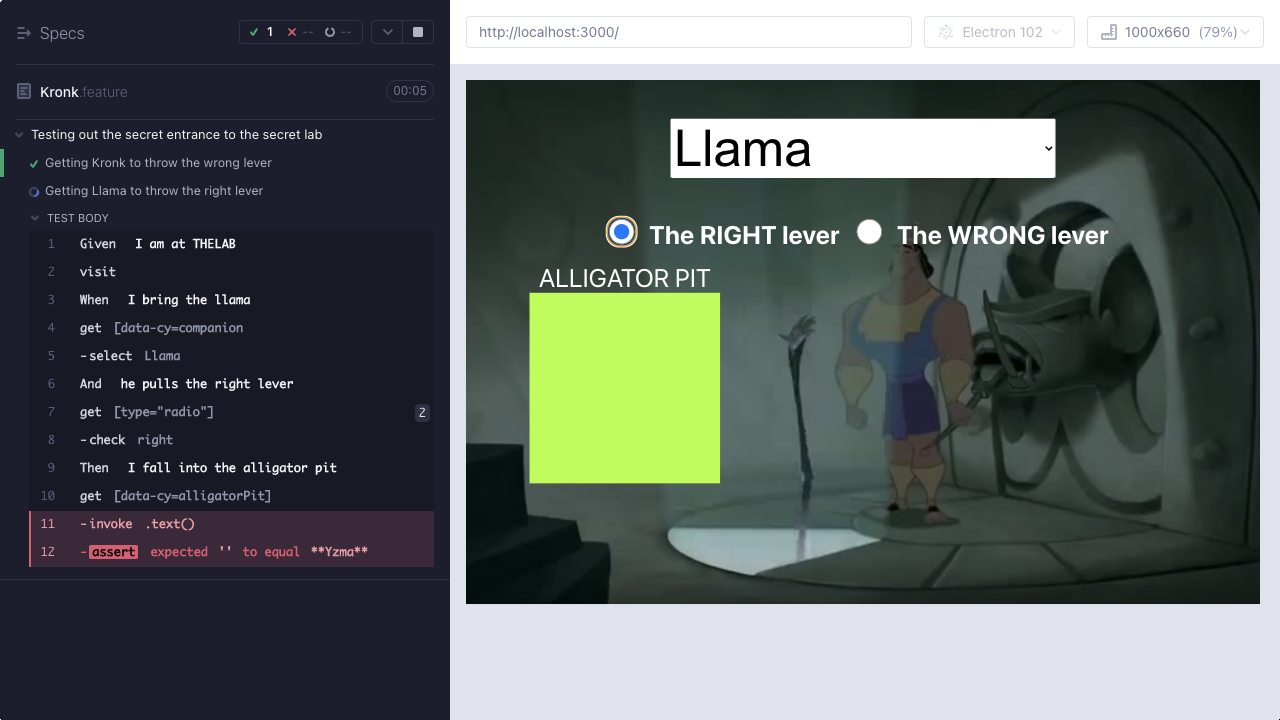 Specs
1 -- --
Kronk.feature
00:05
Testing out the secret entrance to the secret lab
Getting Kronk to throw the wrong lever
Getting Llama to throw the right lever
TEST BODY
1 Given I am at THELAB
2 visit
3 When I bring the llama
4 get [data-cy=companion
5 -select Llama
6 And he pulls the right lever
7 get [type="radio"] 2
8 -check right
9 Then I fall into the alligator pit
10 get [data-cy=alligatorPit]
11 -invoke .text()
12 -assert expected '' to equal **Yzma**
http://localhost:3000/
Electron 102
1000x660 (79%)
Llama
The RIGHT lever The WRONG lever
ALLIGATOR PIT